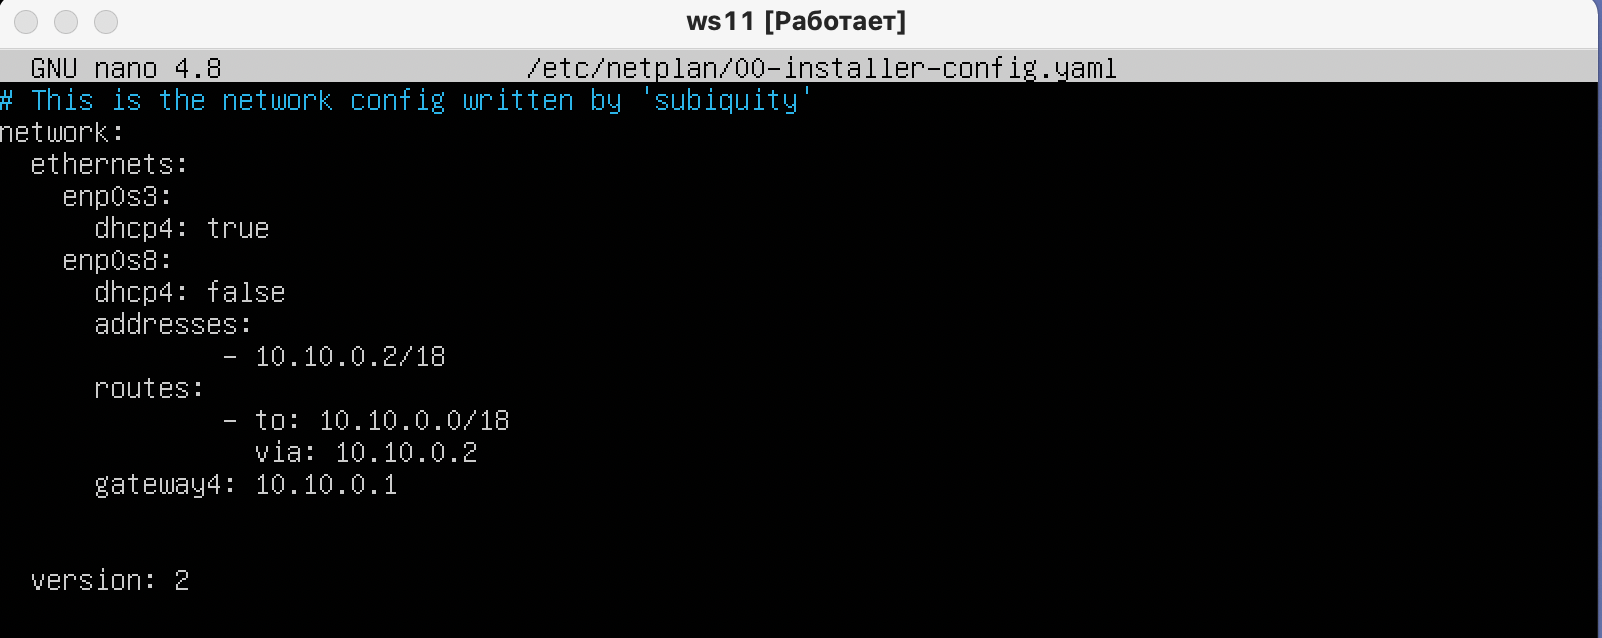 ws11 [Работает]
GNU nano 4.8 /etc/netplan/00-installer-config.yaml
# This is the network config written by 'subiquity'
network:
  ethernets:
    enp0s3:
      dhcp4: true
    enp0s8:
      dhcp4: false
      addresses:
              - 10.10.0.2/18
      routes:
              - to: 10.10.0.0/18
                via: 10.10.0.2
      gateway4: 10.10.0.1
  version: 2